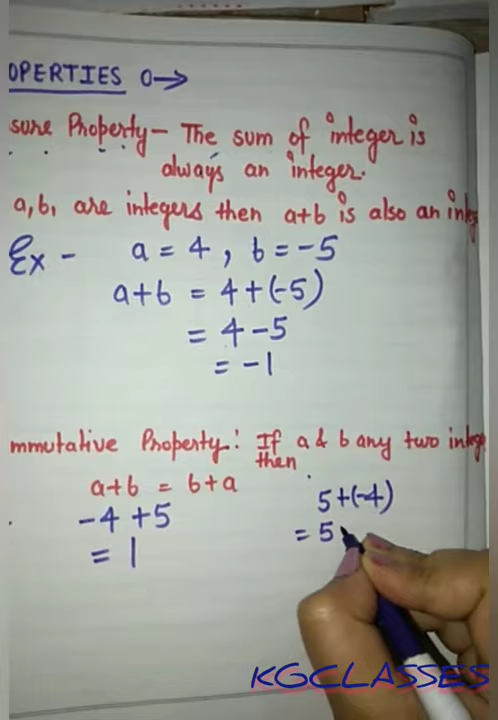 OPERTIES
sure Property- The sum of integer is
always an integer.
a, b, are integers then a+b is also an integ
Ex - a = 4 , b = -5
a+b = 4+(-5)
= 4-5
= -1
mmutative Property: If a & b any two intege
then
a+b = b+a
-4 +5 5+(-4)
= 1 = 5
KGCLASSES